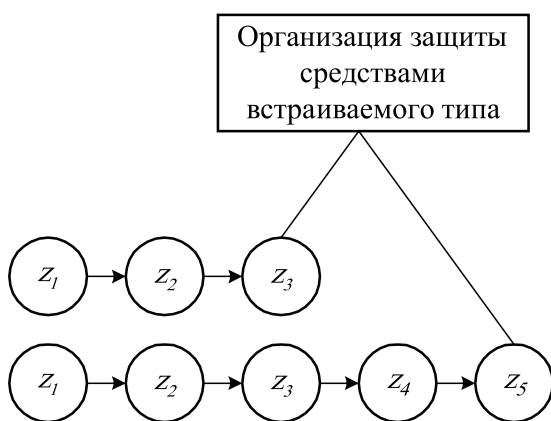 Организация защиты
средствами
встраиваемого типа
z1 z2 z3
z1 z2 z3 z4 z5